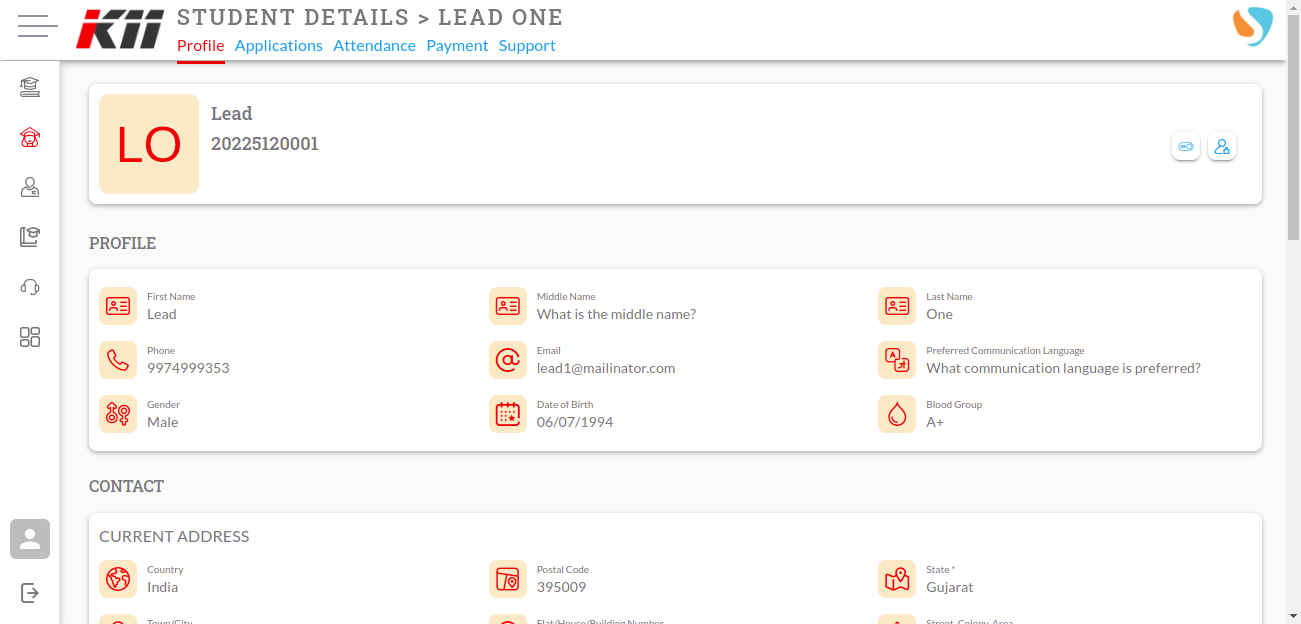 KII
STUDENT DETAILS > LEAD ONE
Profile Applications Attendance Payment Support
LO
Lead
20225120001
PROFILE
First Name
Lead
Middle Name
What is the middle name?
Last Name
One
Phone
9974999353
Email
lead1@mailinator.com
Preferred Communication Language
What communication language is preferred?
Gender
Male
Date of Birth
06/07/1994
Blood Group
A+
CONTACT
CURRENT ADDRESS
Country
India
Postal Code
395009
State *
Gujarat
Town/City
Flat/House/Building Number
Street, Colony, Area